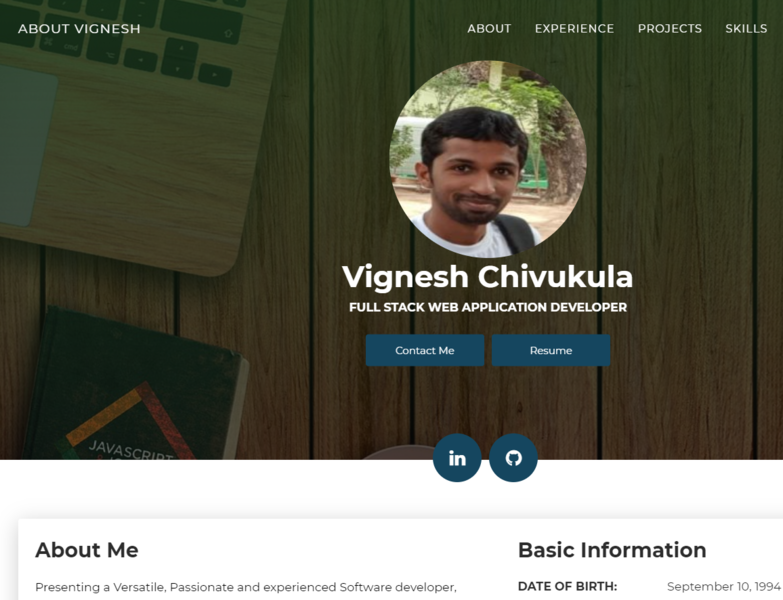 ABOUT VIGNESH
ABOUT EXPERIENCE PROJECTS SKILLS
Vignesh Chivukula
FULL STACK WEB APPLICATION DEVELOPER
Contact Me Resume
JAVASCRIPT
in
About Me
Presenting a Versatile, Passionate and experienced Software developer,
Basic Information
DATE OF BIRTH: September 10, 1994